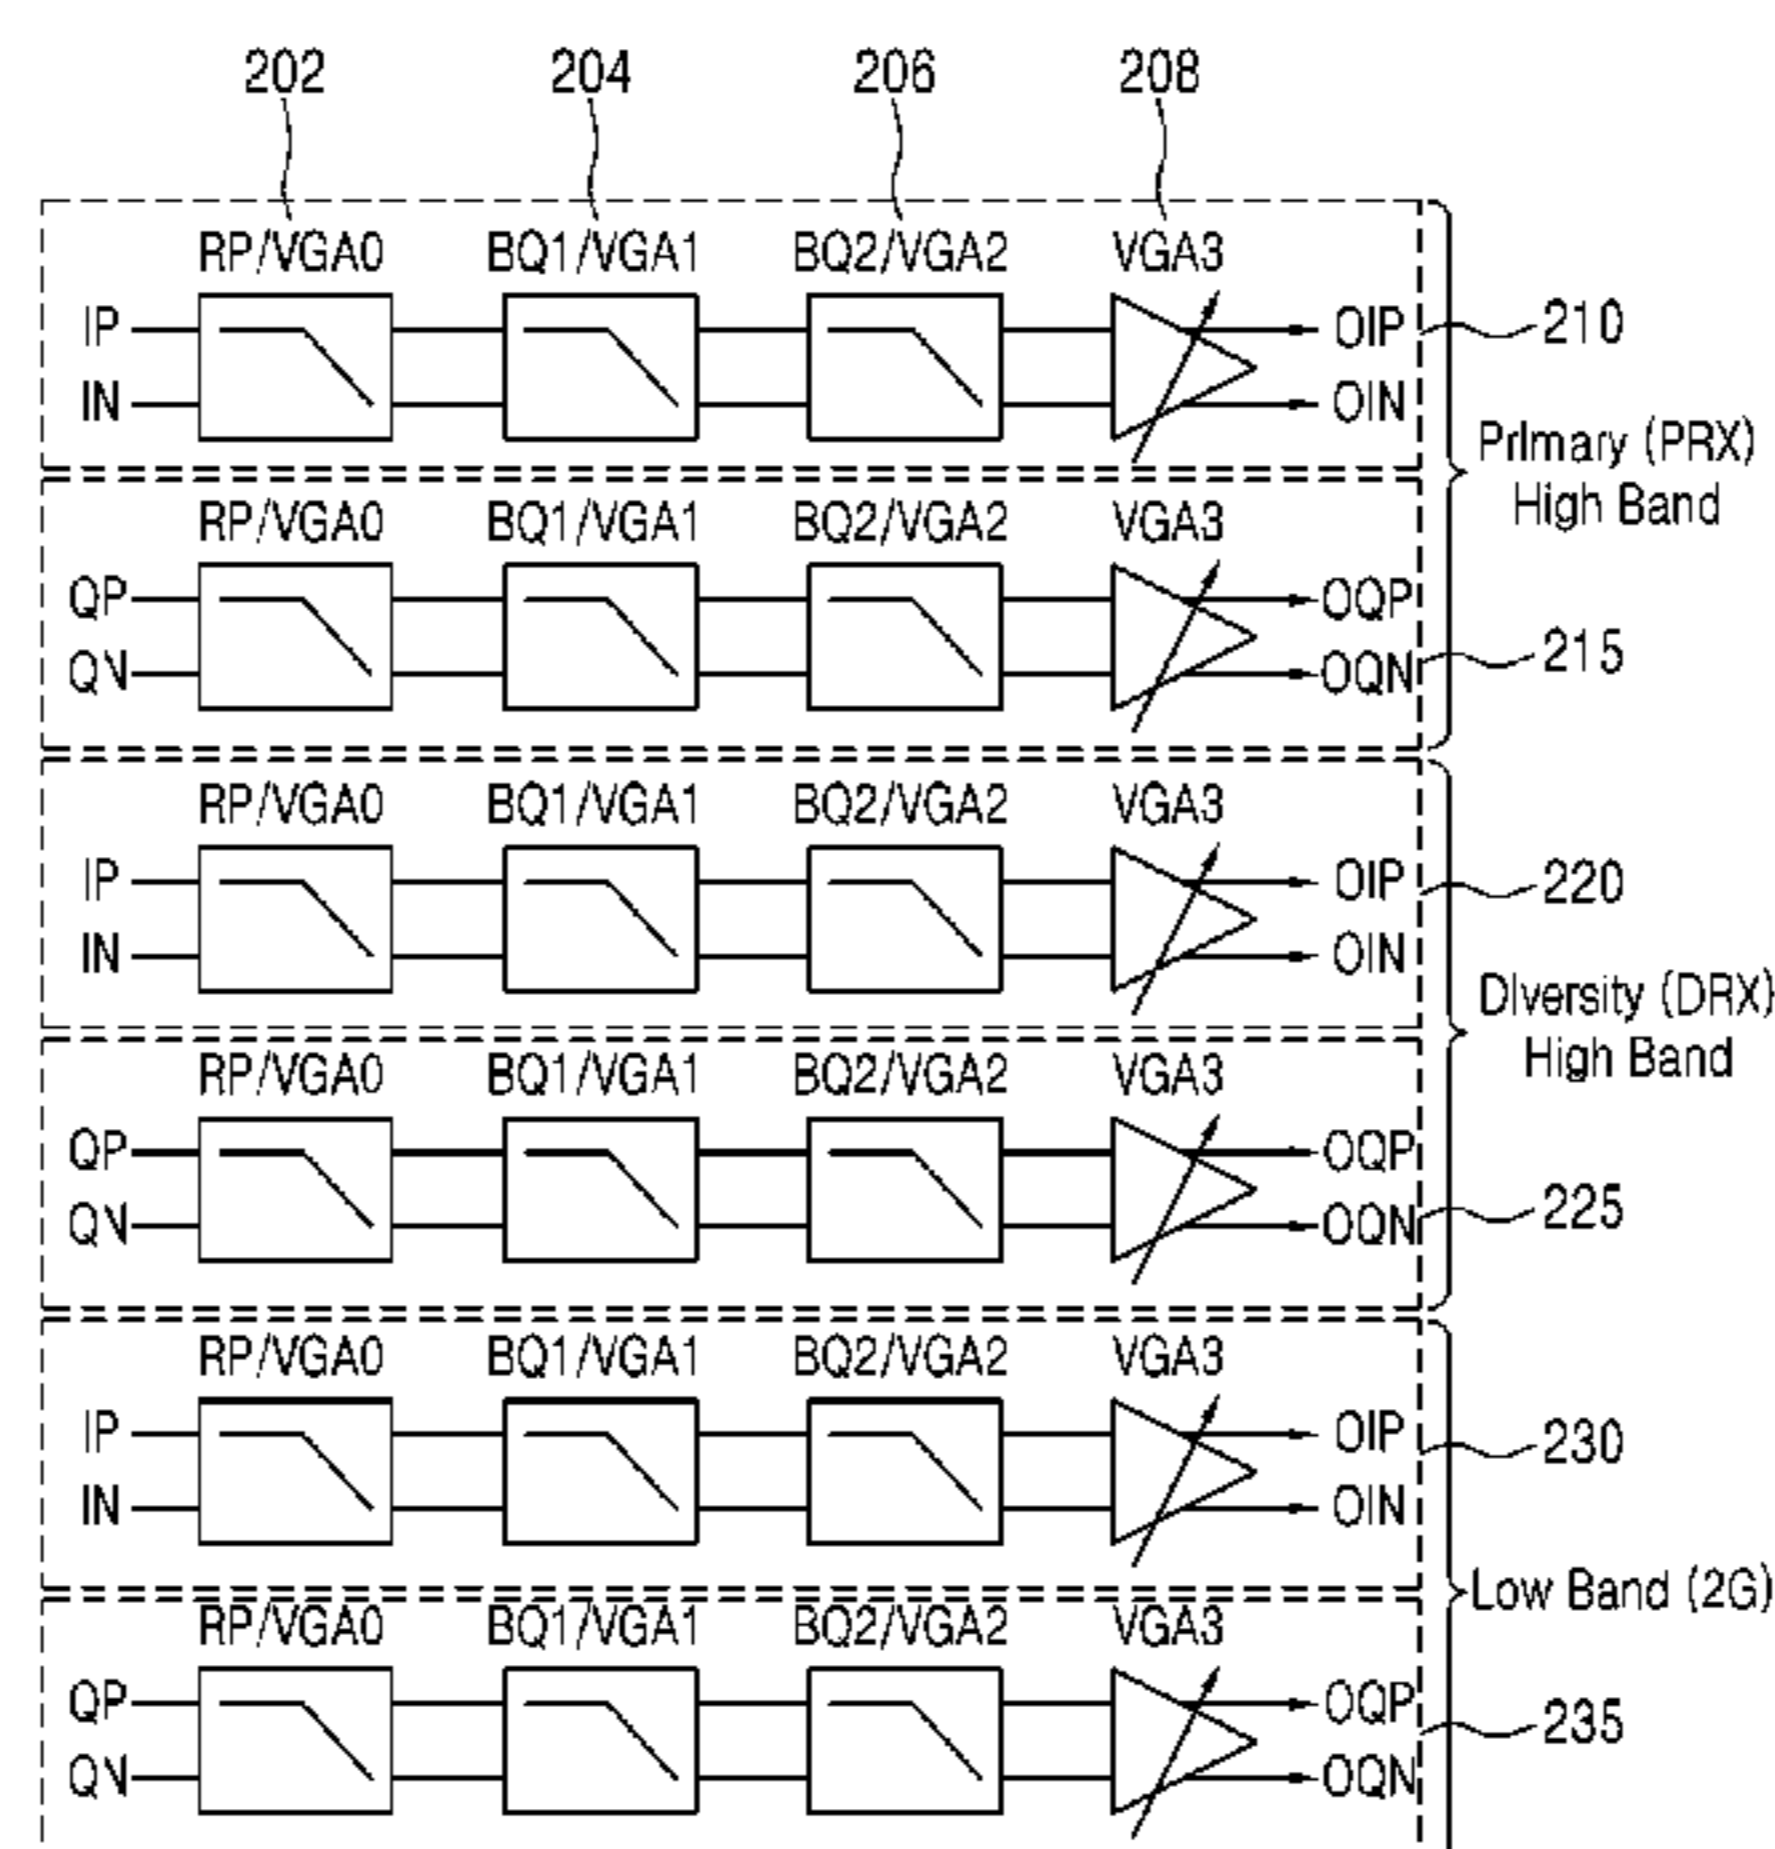 202 204 206 208
RP/VGA0 BQ1/VGA1 BQ2/VGA2 VGA3
IP OIP 210
IN OIN
Primary (PRX)
High Band
RP/VGA0 BQ1/VGA1 BQ2/VGA2 VGA3
QP OQP
QN OQN 215
RP/VGA0 BQ1/VGA1 BQ2/VGA2 VGA3
IP OIP 220
IN OIN
Diversity (DRX)
High Band
RP/VGA0 BQ1/VGA1 BQ2/VGA2 VGA3
QP OQP
QN OQN 225
RP/VGA0 BQ1/VGA1 BQ2/VGA2 VGA3
IP OIP 230
IN OIN
Low Band (2G)
RP/VGA0 BQ1/VGA1 BQ2/VGA2 VGA3
QP OQP 235
QN OQN